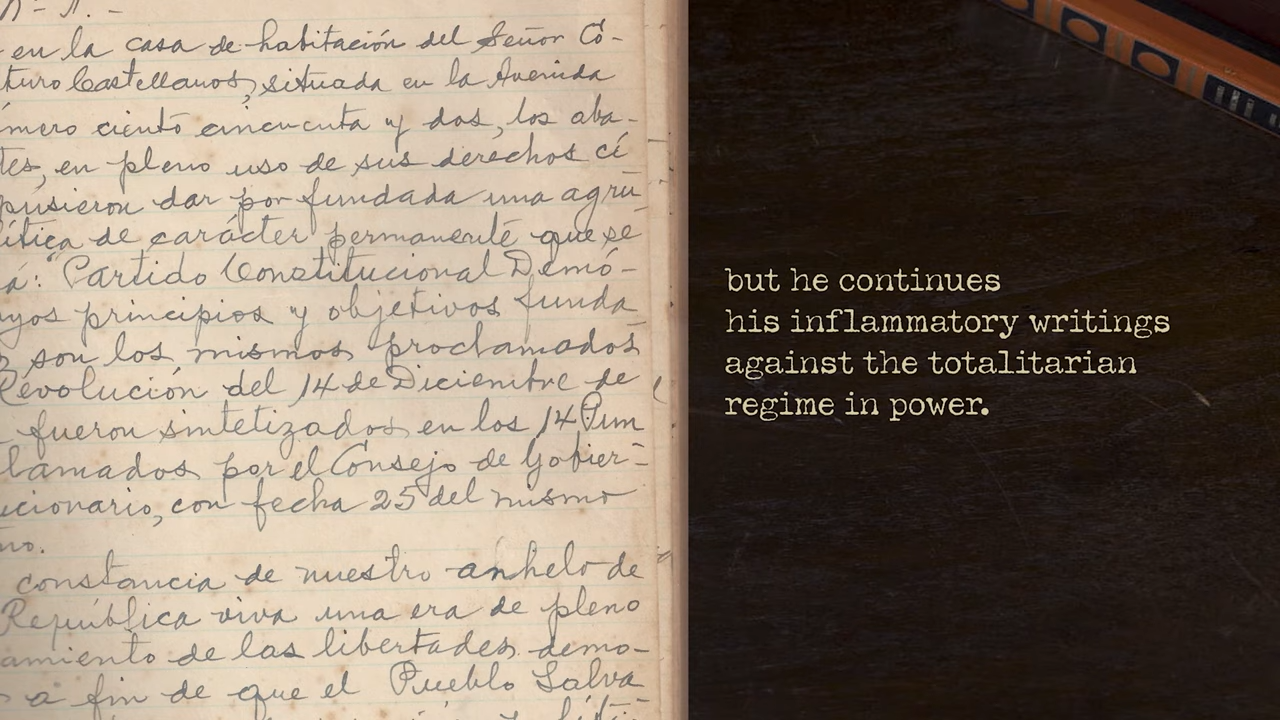 en la casa de habitación del Señor Có-
turo Castellanos, situada en la Avenida
mero ciento cincuenta y dos, los aba-
tes, en pleno uso de sus derechos cí
pusieron dar por fundada una agru-
ítica de carácter permanente que se
á: "Partido Constitucional Demó-
yos principios y objetivos funda
son los mismos proclamados
Revolución del 14 de Diciembre de
fueron sintetizados en los 14 Pun
lamados por el Consejo de Gobier-
ucionario, con fecha 25 del mismo
no.
constancia de nuestro anhelo de
República viva una era de pleno
amiento de las libertades demo-
a fin de que el Pueblo Salva
but he continues
his inflammatory writings
against the totalitarian
regime in power.